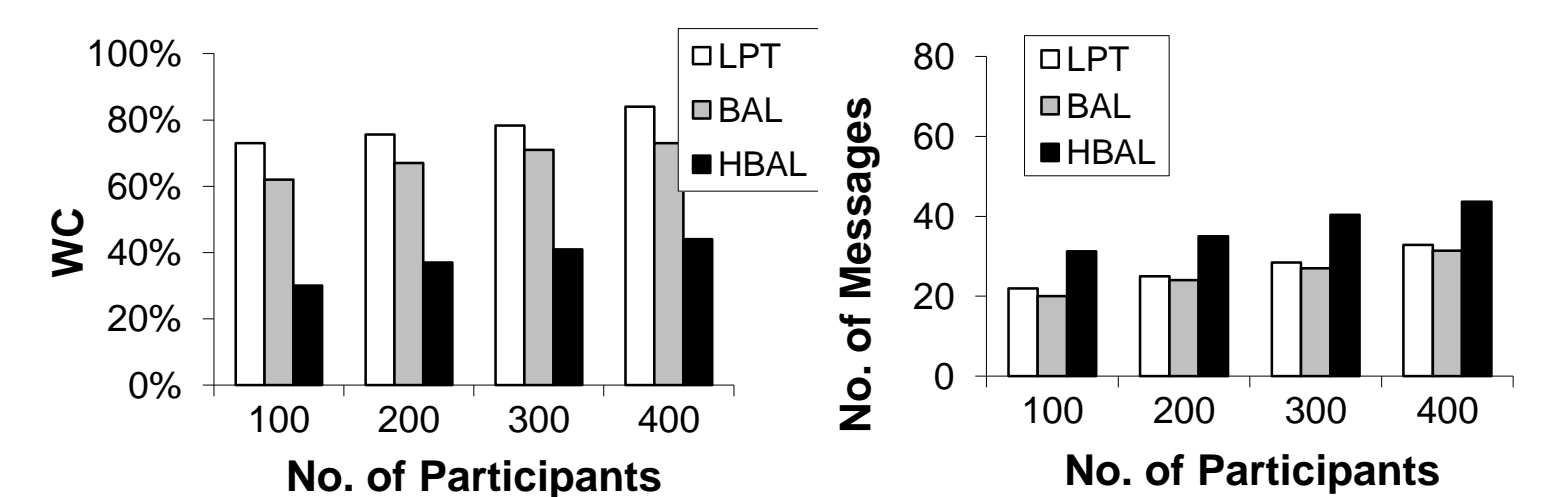 100%
80%
60%
40%
20%
0%
WC
LPT
BAL
HBAL
100 200 300 400
No. of Participants
80
60
40
20
0
No. of Messages
LPT
BAL
HBAL
100 200 300 400
No. of Participants